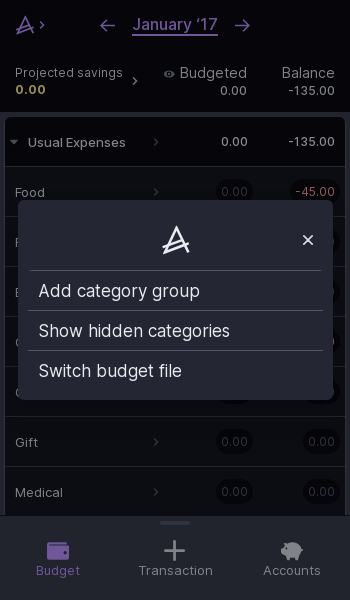 January ‘17
Projected savings
0.00
Budgeted
0.00
Balance
-135.00
Usual Expenses
0.00
-135.00
Food
0.00
-45.00
Add category group
Show hidden categories
Switch budget file
Gift
0.00
0.00
Medical
0.00
0.00
Budget
Transaction
Accounts